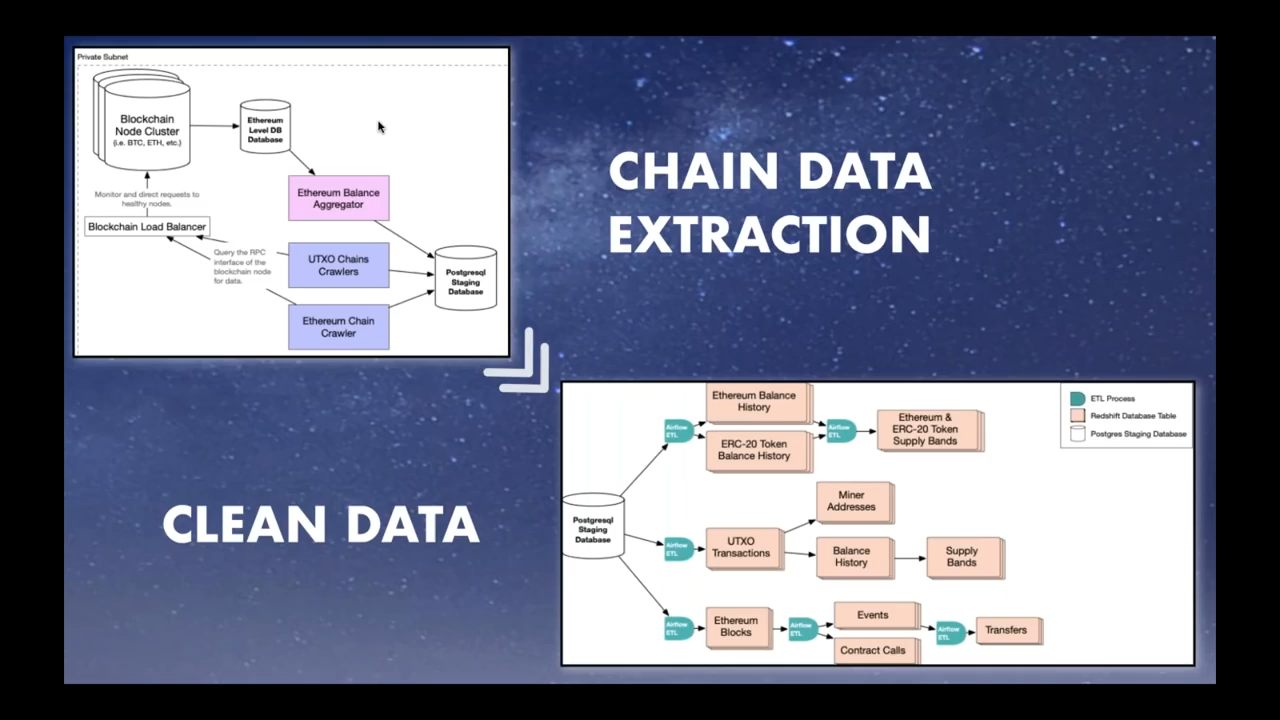 Private Subnet
Blockchain
Node Cluster
(i.e. BTC, ETH, etc.)
Ethereum
Level DB
Database
Monitor and direct requests to
healthy nodes.
Blockchain Load Balancer
Ethereum Balance
Aggregator
Query the RPC
interface of the
blockchain node
for data.
UTXO Chains
Crawlers
Ethereum Chain
Crawler
Postgresql
Staging
Database
CHAIN DATA
EXTRACTION
CLEAN DATA
Postgresql
Staging
Database
Airflow
ETL
Ethereum Balance
History
ERC-20 Token
Balance History
Airflow
ETL
Ethereum &
ERC-20 Token
Supply Bands
ETL Process
Redshift Database Table
Postgres Staging Database
Airflow
ETL
UTXO
Transactions
Miner
Addresses
Balance
History
Supply
Bands
Airflow
ETL
Ethereum
Blocks
Airflow
ETL
Events
Contract Calls
Airflow
ETL
Transfers